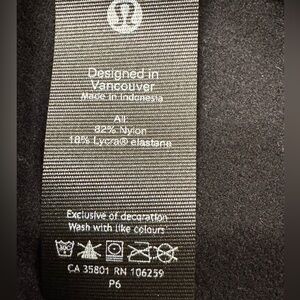 Designed in
Vancouver
Made in Indonesia
All:
82% Nylon
18% Lycra® elastane
Exclusive of decoration
Wash with like colours
CA 35801 RN 106259
P6